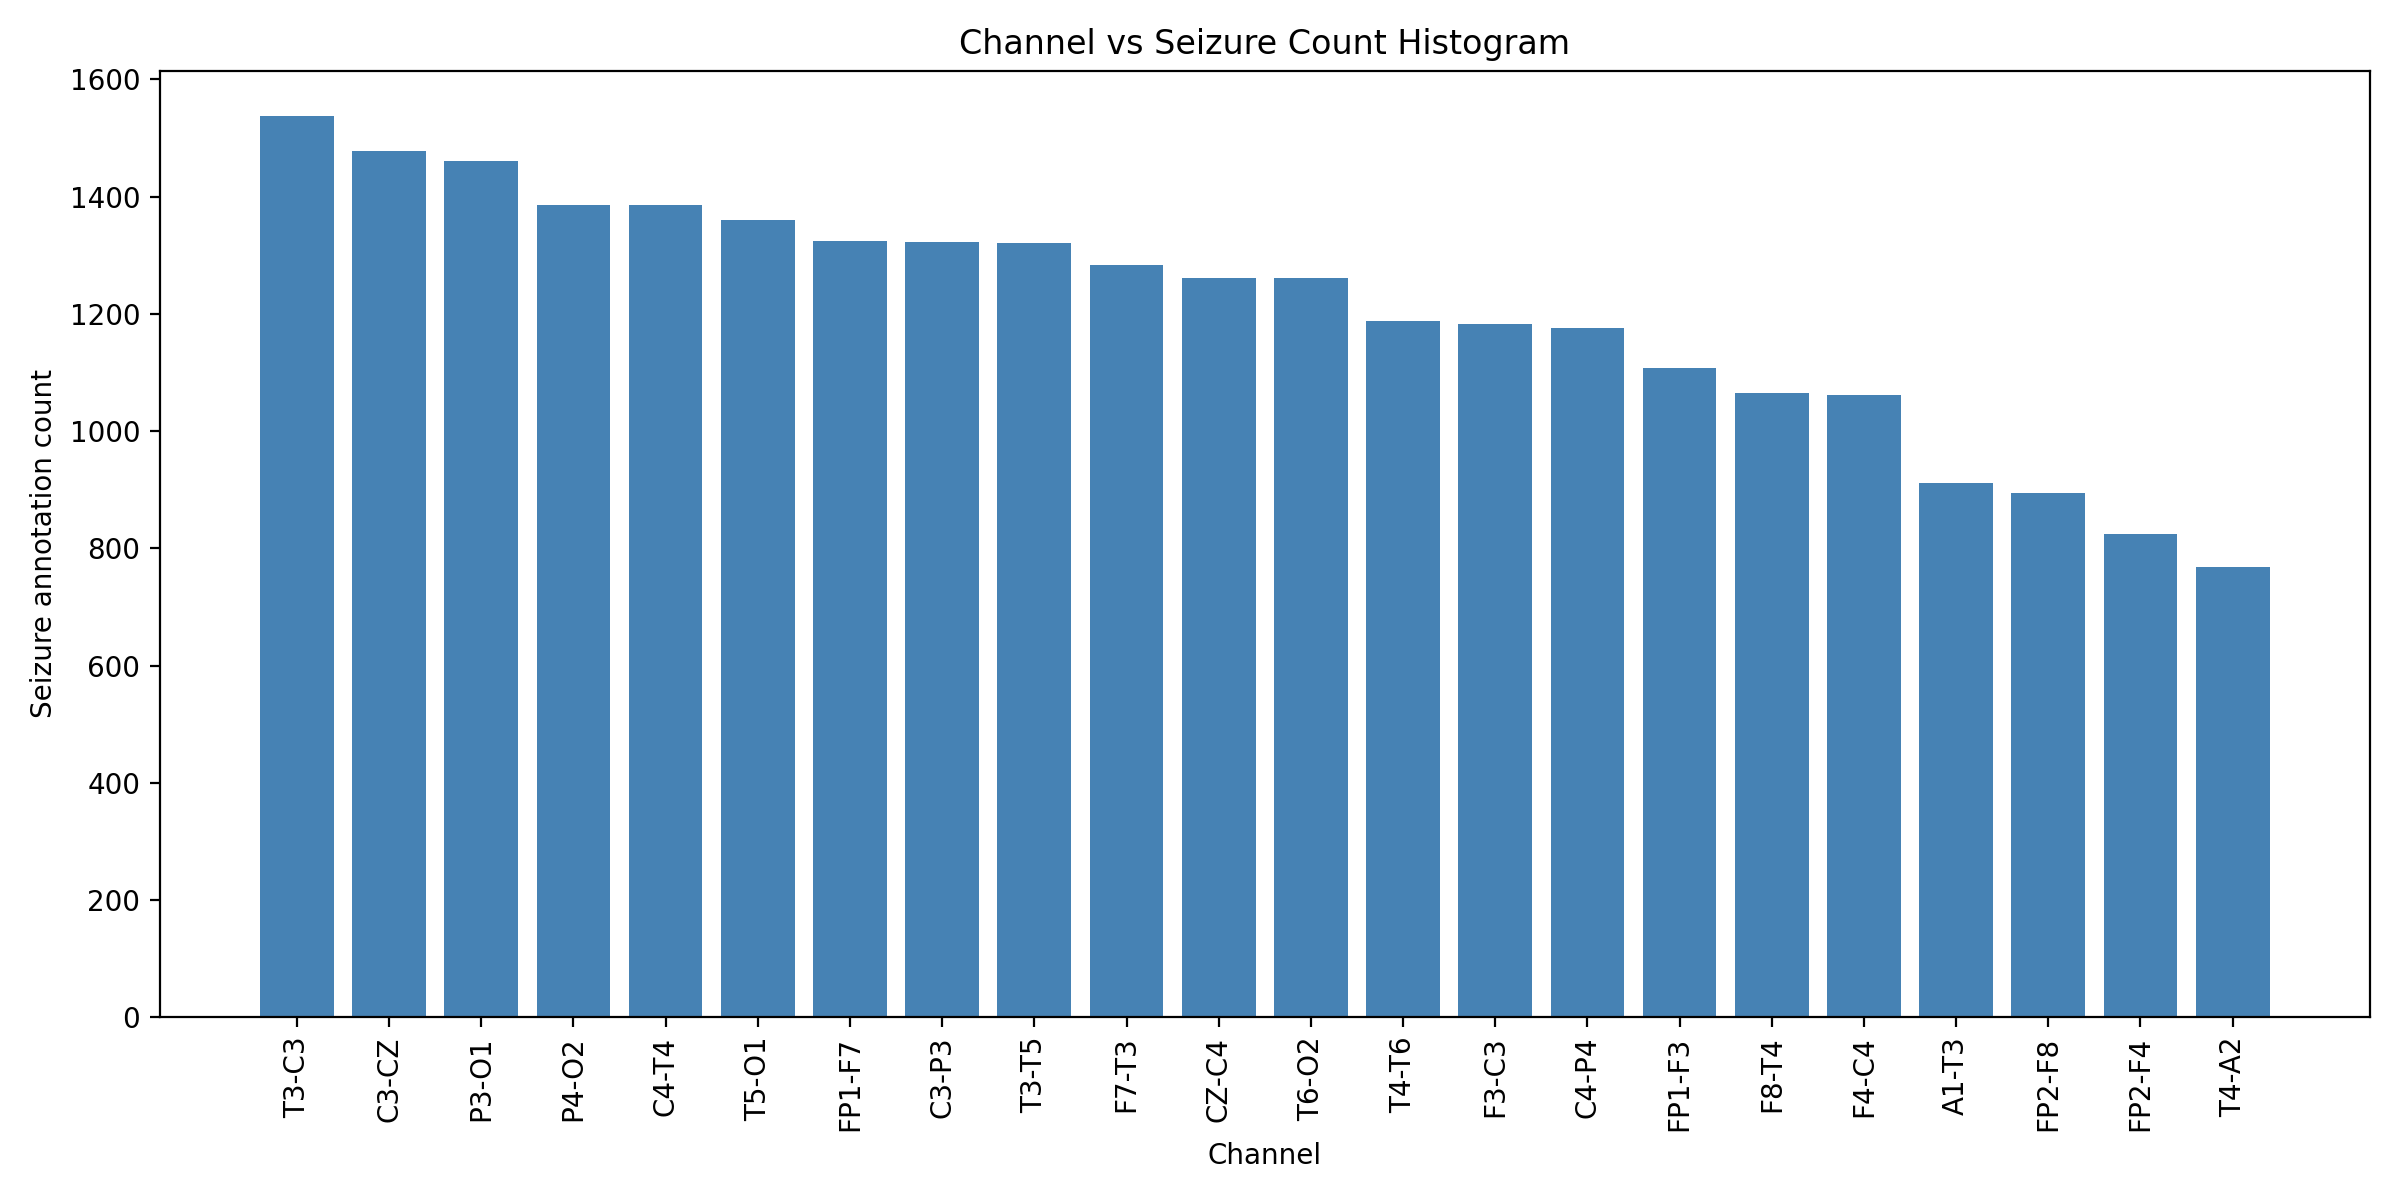 Channel vs Seizure Count Histogram
1600
1400
1200
1000
800
600
400
200
0
Seizure annotation count
T3-C3
C3-CZ
P3-O1
P4-O2
C4-T4
T5-O1
FP1-F7
C3-P3
T3-T5
F7-T3
CZ-C4
T6-O2
T4-T6
F3-C3
C4-P4
FP1-F3
F8-T4
F4-C4
A1-T3
FP2-F8
FP2-F4
T4-A2
Channel